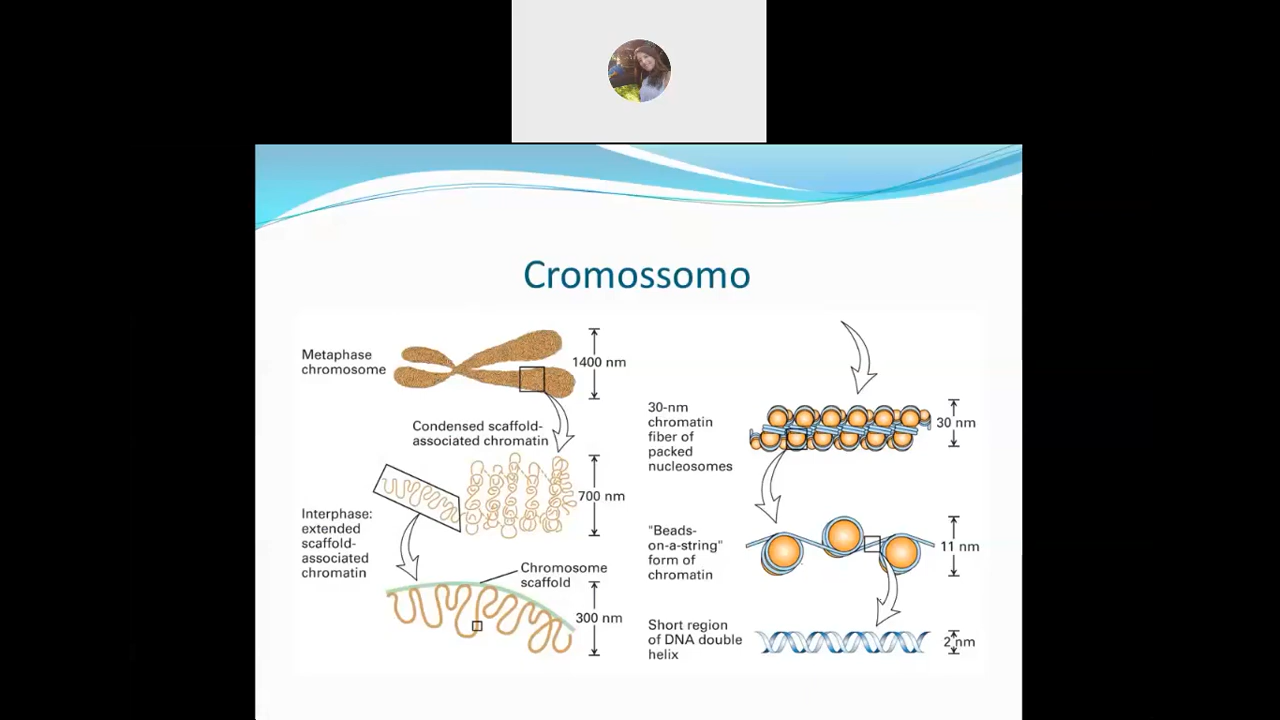 Cromossomo
Metaphase
chromosome
1400 nm
Condensed scaffold-
associated chromatin
700 nm
Interphase:
extended
scaffold-
associated
chromatin
Chromosome
scaffold
300 nm
30-nm
chromatin
fiber of
packed
nucleosomes
30 nm
"Beads-
on-a-string"
form of
chromatin
11 nm
Short region
of DNA double
helix
2 nm